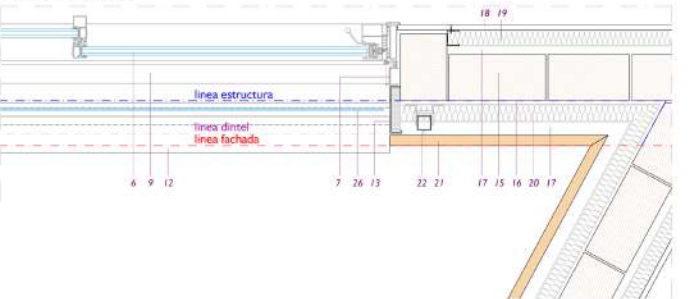 18 19
linea estructura
linea dintel
linea fachada
6 9 12 7 26 13 22 21 17 15 16 20 17